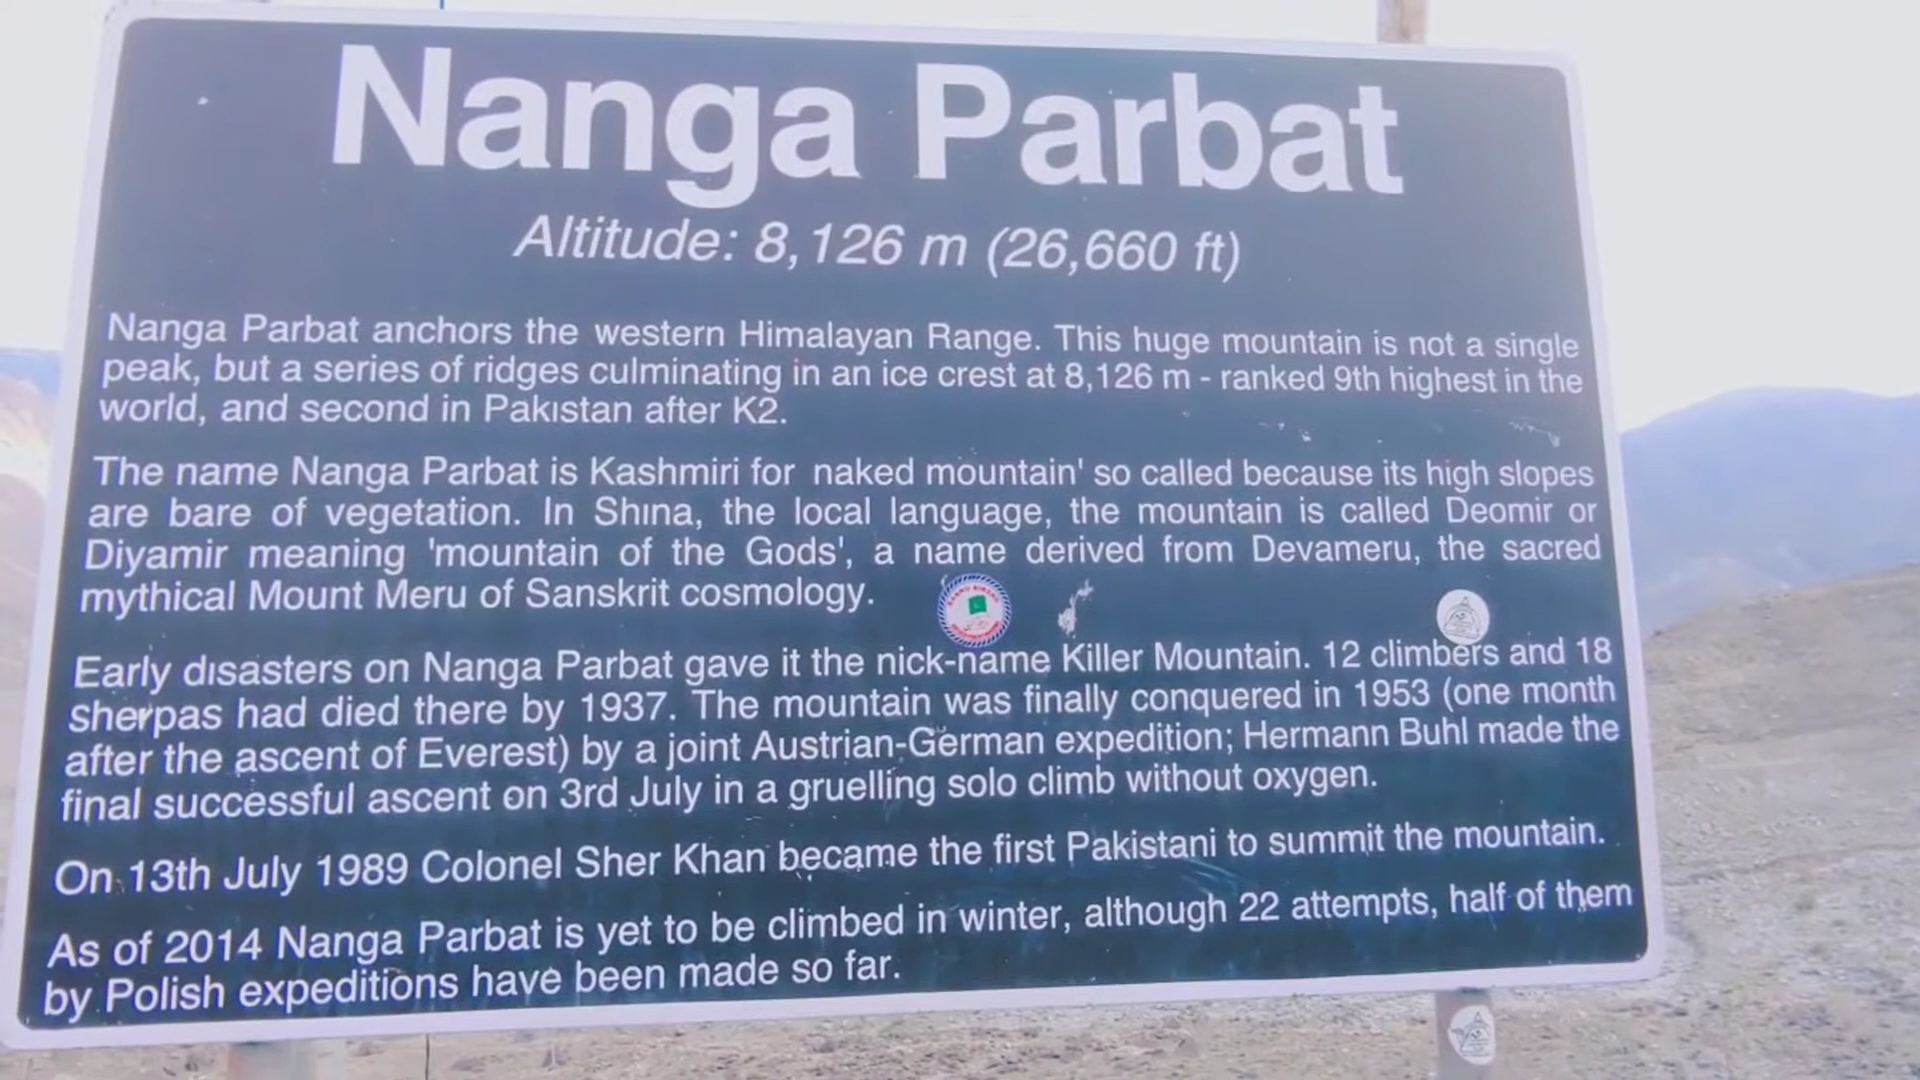 Nanga Parbat
Altitude: 8,126 m (26,660 ft)
Nanga Parbat anchors the western Himalayan Range. This huge mountain is not a single
peak, but a series of ridges culminating in an ice crest at 8,126 m - ranked 9th highest in the
world, and second in Pakistan after K2.
The name Nanga Parbat is Kashmiri for naked mountain' so called because its high slopes
are bare of vegetation. In Shina, the local language, the mountain is called Deomir or
Diyamir meaning 'mountain of the Gods', a name derived from Devameru, the sacred
mythical Mount Meru of Sanskrit cosmology.
Early disasters on Nanga Parbat gave it the nick-name Killer Mountain. 12 climbers and 18
sherpas had died there by 1937. The mountain was finally conquered in 1953 (one month
after the ascent of Everest) by a joint Austrian-German expedition; Hermann Buhl made the
final successful ascent on 3rd July in a gruelling solo climb without oxygen.
On 13th July 1989 Colonel Sher Khan became the first Pakistani to summit the mountain.
As of 2014 Nanga Parbat is yet to be climbed in winter, although 22 attempts, half of them
by Polish expeditions have been made so far.